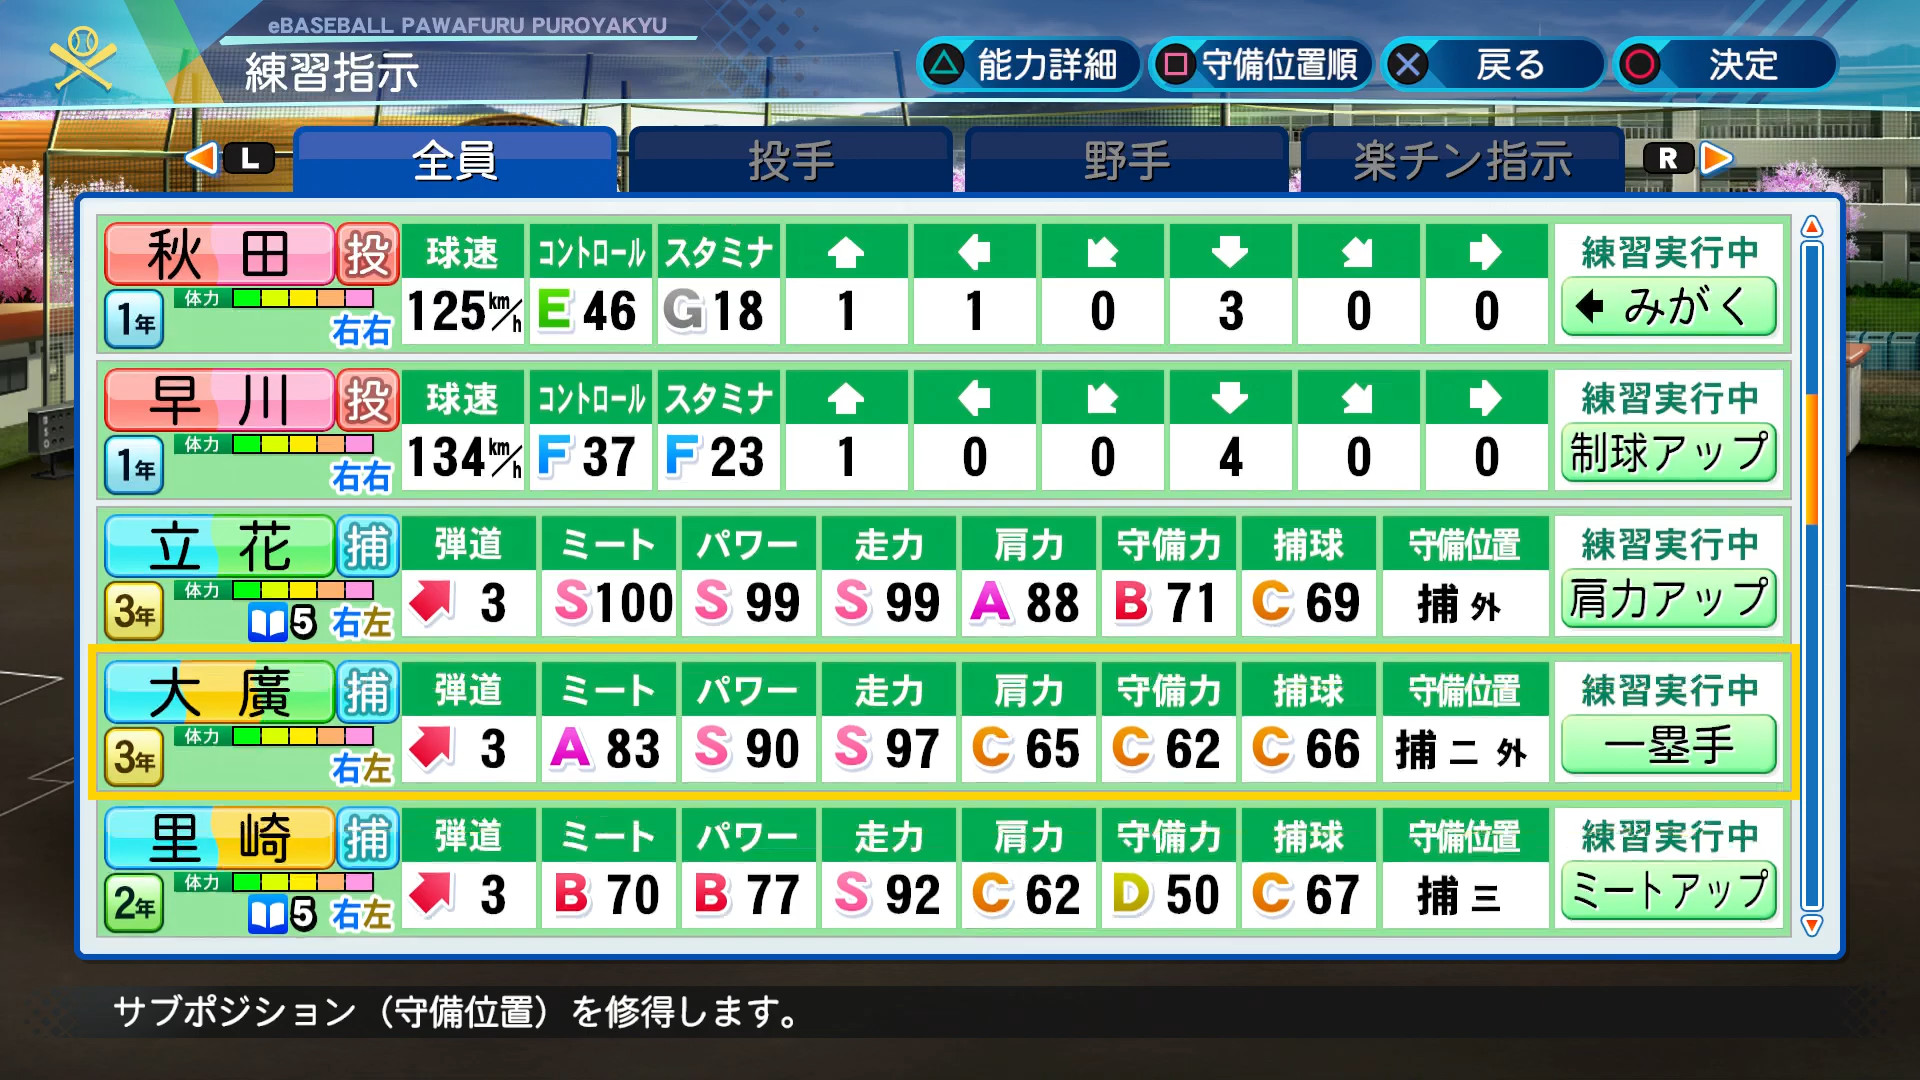 eBASEBALL PAWAFURU PUROYAKYU
練習指示
能力詳細 守備位置順 戻る 決定
L 全員 投手 野手 楽チン指示 R
秋田 投 球速 コントロール スタミナ 練習実行中
1年 体力 右右 125km/h E 46 G 18 1 1 0 3 0 0 みがく
早川 投 球速 コントロール スタミナ 練習実行中
1年 体力 右右 134km/h F 37 F 23 1 0 0 4 0 0 制球アップ
立花 捕 弾道 ミート パワー 走力 肩力 守備力 捕球 守備位置 練習実行中
3年 体力 5 右左 3 S 100 S 99 S 99 A 88 B 71 C 69 捕 外 肩力アップ
大廣 捕 弾道 ミート パワー 走力 肩力 守備力 捕球 守備位置 練習実行中
3年 体力 右左 3 A 83 S 90 S 97 C 65 C 62 C 66 捕 二 外 一塁手
里崎 捕 弾道 ミート パワー 走力 肩力 守備力 捕球 守備位置 練習実行中
2年 体力 5 右左 3 B 70 B 77 S 92 C 62 D 50 C 67 捕 三 ミートアップ
サブポジション（守備位置）を修得します。